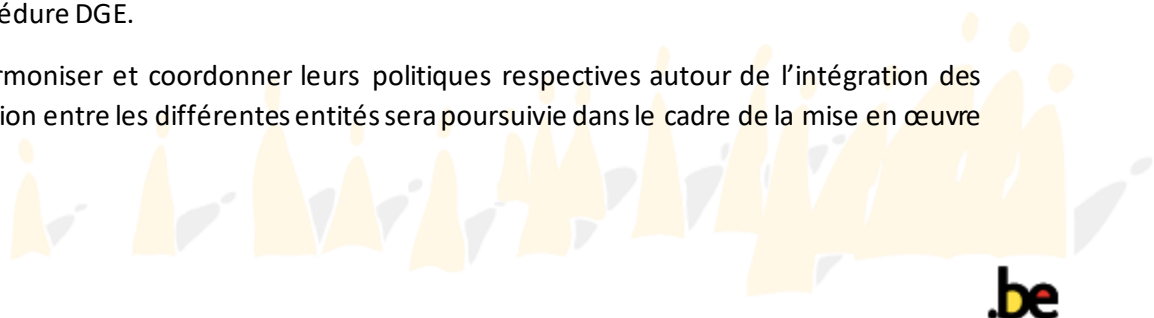 édure DGE.
rmoniser et coordonner leurs politiques respectives autour de l’intégration des
ion entre les différentes entités sera poursuivie dans le cadre de la mise en œuvre
.be